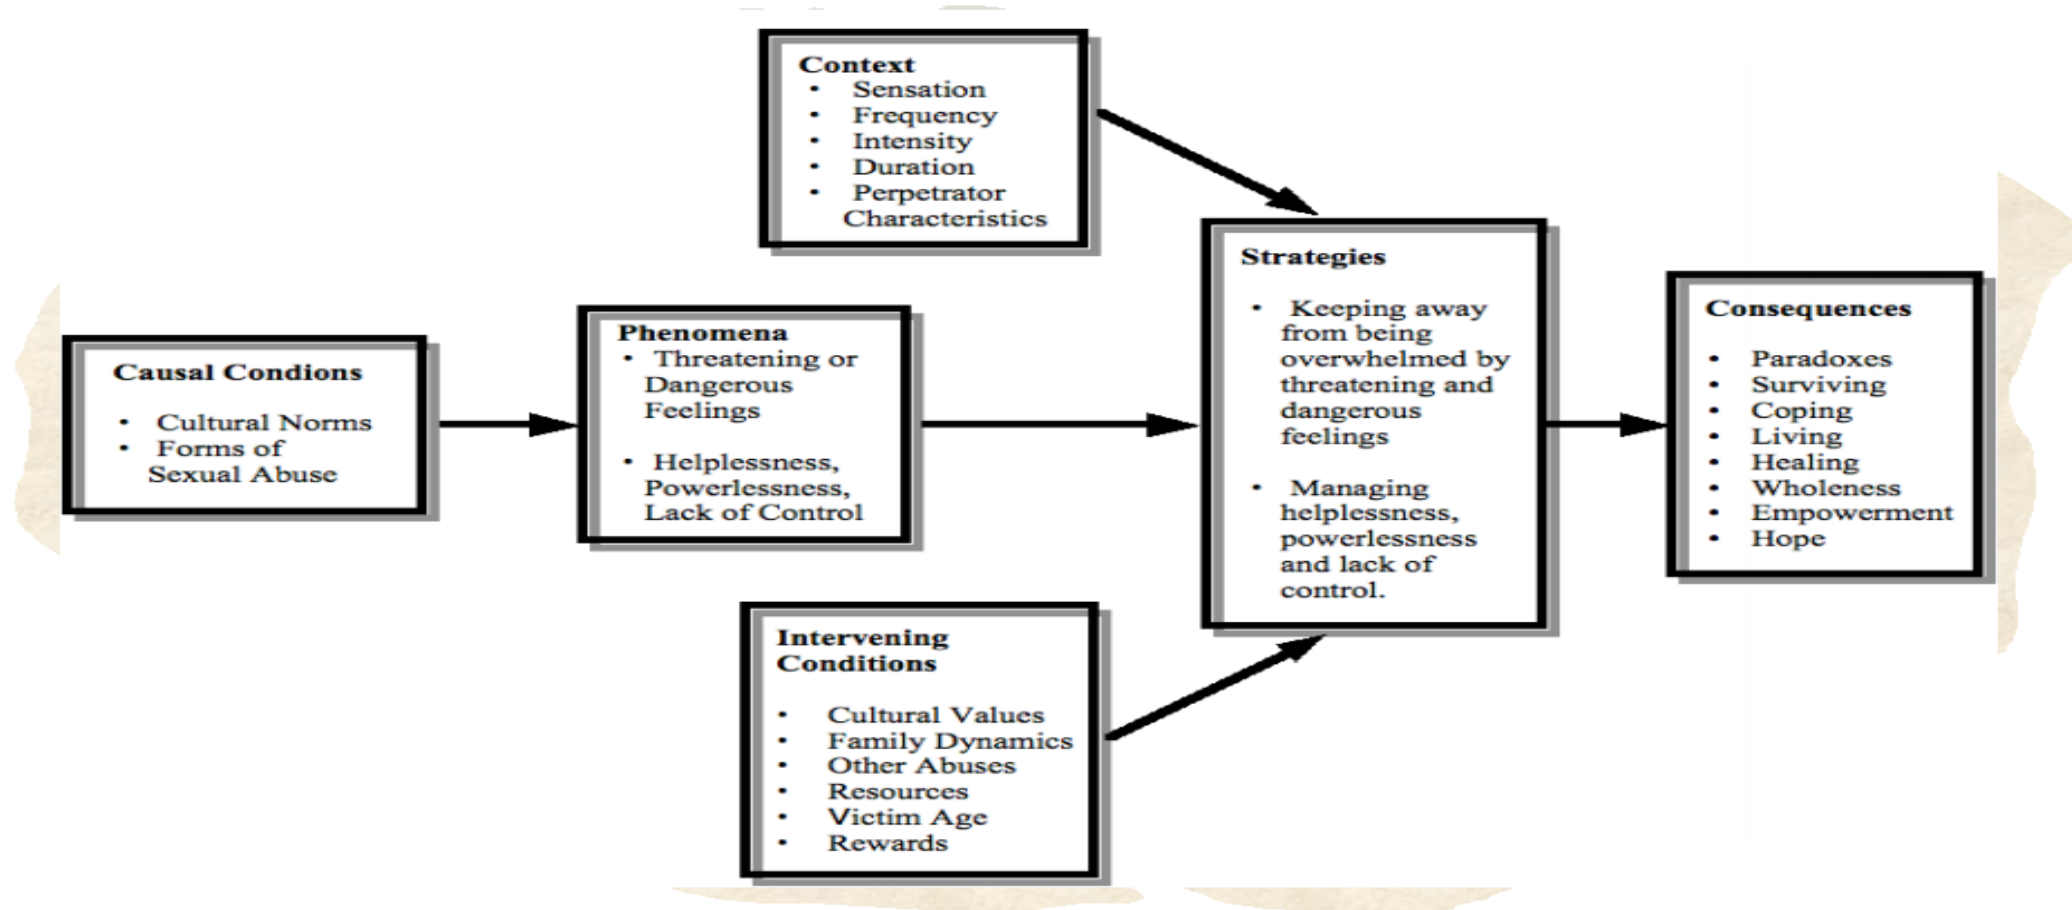 Context
• Sensation
• Frequency
• Intensity
• Duration
• Perpetrator
Characteristics
Causal Condions
• Cultural Norms
• Forms of
Sexual Abuse
Phenomena
• Threatening or
Dangerous
Feelings
• Helplessness,
Powerlessness,
Lack of Control
Intervening
Conditions
• Cultural Values
• Family Dynamics
• Other Abuses
• Resources
• Victim Age
• Rewards
Strategies
• Keeping away
from being
overwhelmed by
threatening and
dangerous
feelings
• Managing
helplessness,
powerlessness
and lack of
control.
Consequences
• Paradoxes
• Surviving
• Coping
• Living
• Healing
• Wholeness
• Empowerment
• Hope